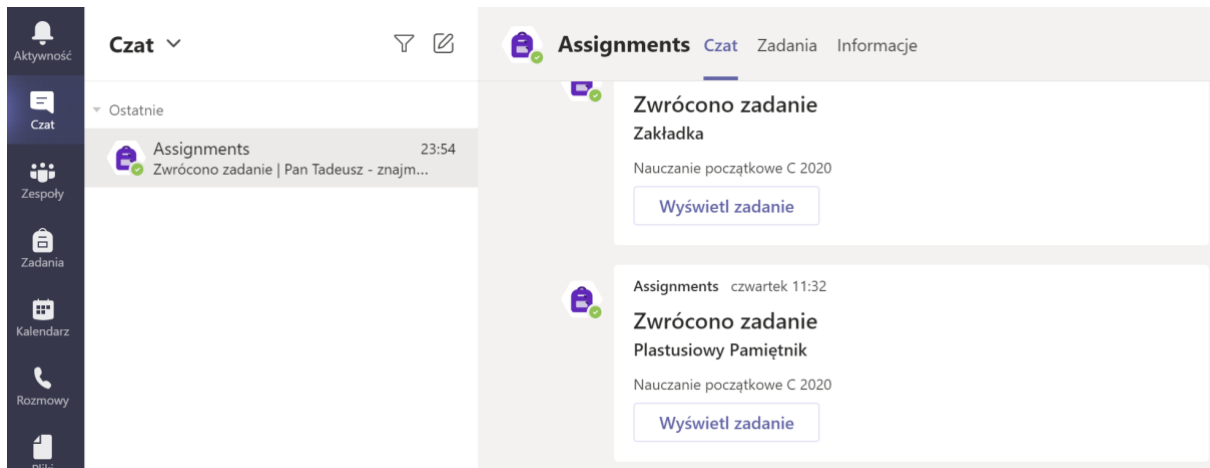 Aktywność
Czat
Zespoły
Zadania
Kalendarz
Rozmowy
Pliki
Czat
Ostatnie
Assignments 23:54
Zwrócono zadanie | Pan Tadeusz - znajm...
Assignments Czat Zadania Informacje
Zwrócono zadanie
Zakładka
Nauczanie początkowe C 2020
Wyświetl zadanie
Assignments czwartek 11:32
Zwrócono zadanie
Plastusiowy Pamiętnik
Nauczanie początkowe C 2020
Wyświetl zadanie